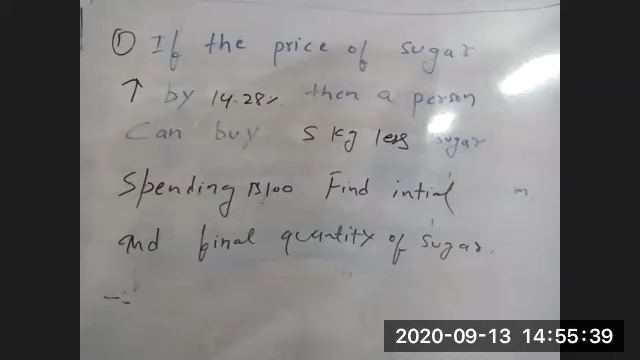 ① If the price of sugar
↑ by 14.28%. then a person
Can buy 5 kg less sugar
Spending ₨100. Find intial
and final quantity of sugar.
2020-09-13 14:55:39